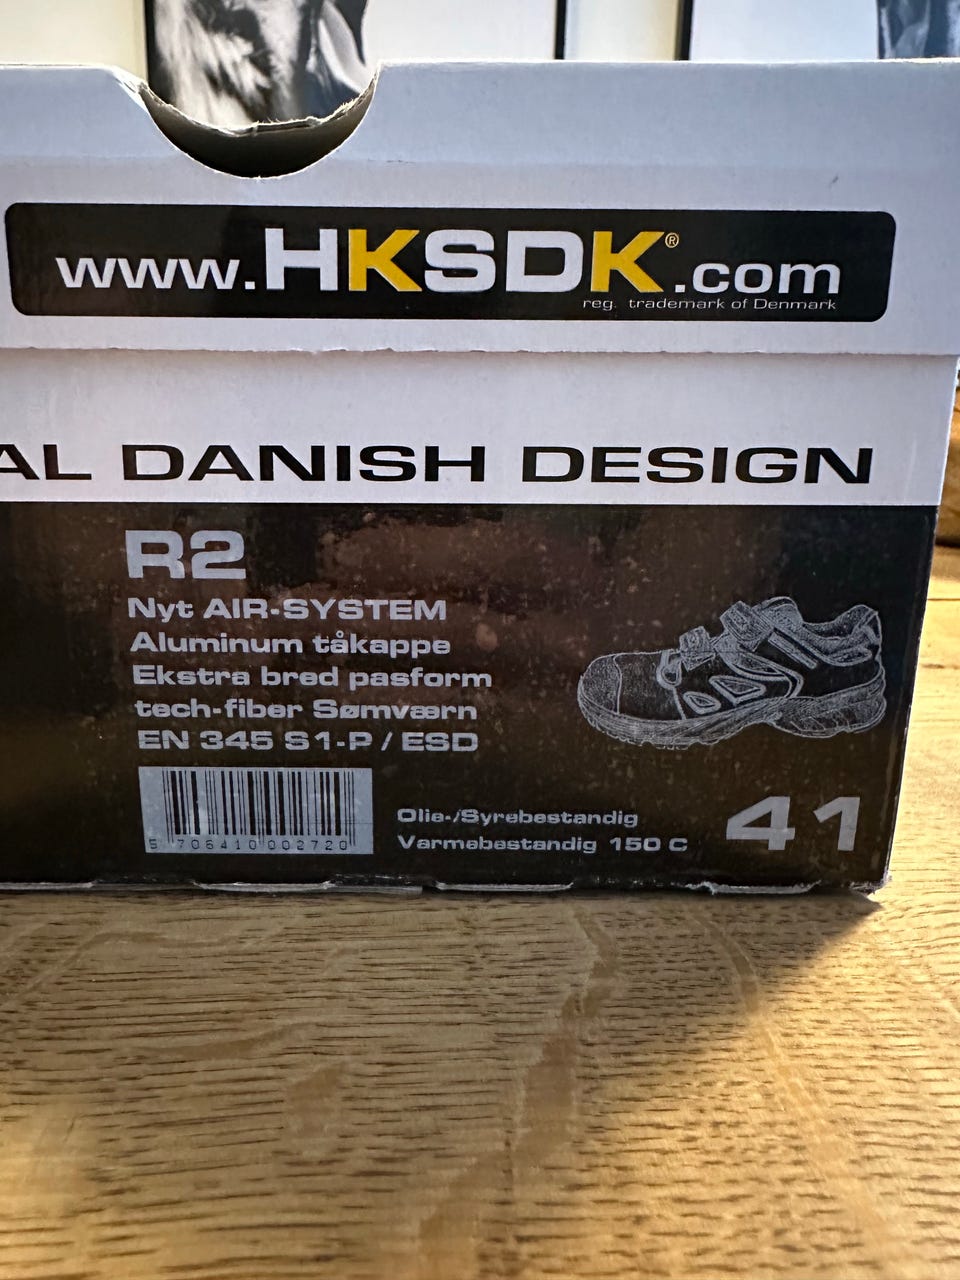 www.HKSDK®.com
reg. trademark of Denmark
AL DANISH DESIGN
R2
Nyt AIR-SYSTEM
Aluminum tåkappe
Ekstra bred pasform
tech-fiber Sømværn
EN 345 S1-P / ESD
5 706410 002720
Olie-/Syrebestandig
Varmebestandig 150 C
41